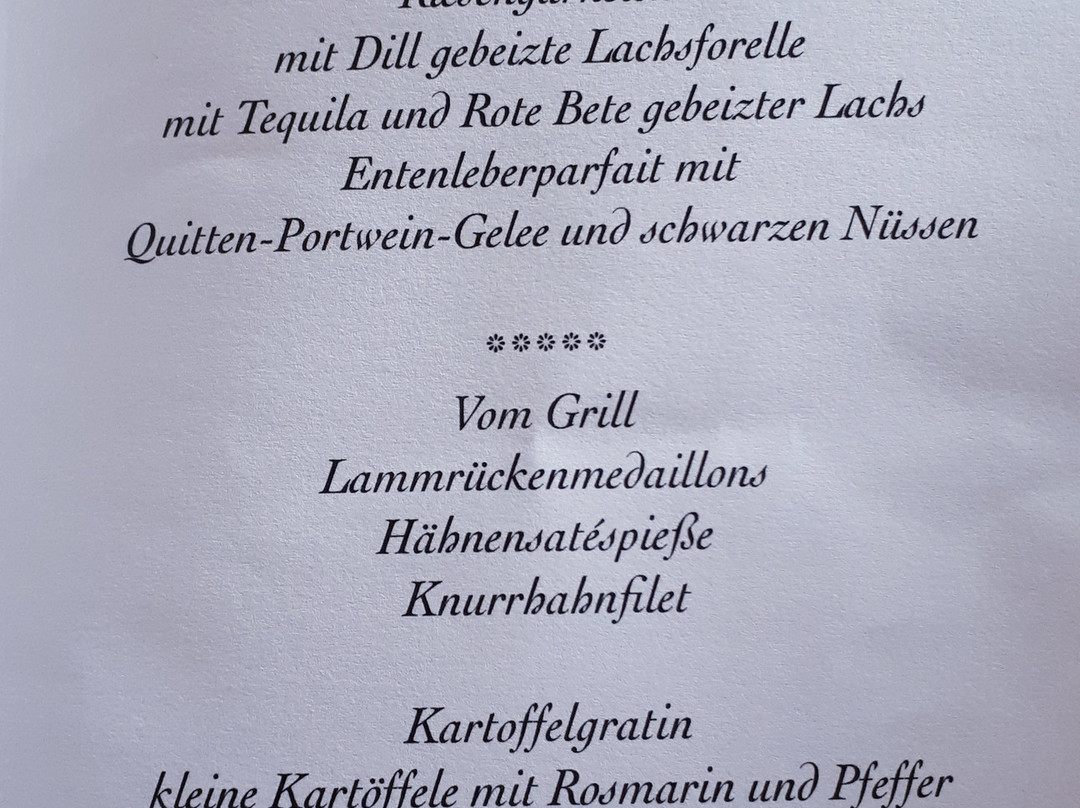 mit Dill gebeizte Lachsforelle
mit Tequila und Rote Bete gebeizter Lachs
Entenleberparfait mit
Quitten-Portwein-Gelee und schwarzen Nüssen
*****
Vom Grill
Lammrückenmedaillons
Hähnensatéspieße
Knurrhahnfilet
Kartoffelgratin
kleine Kartöffele mit Rosmarin und Pfeffer